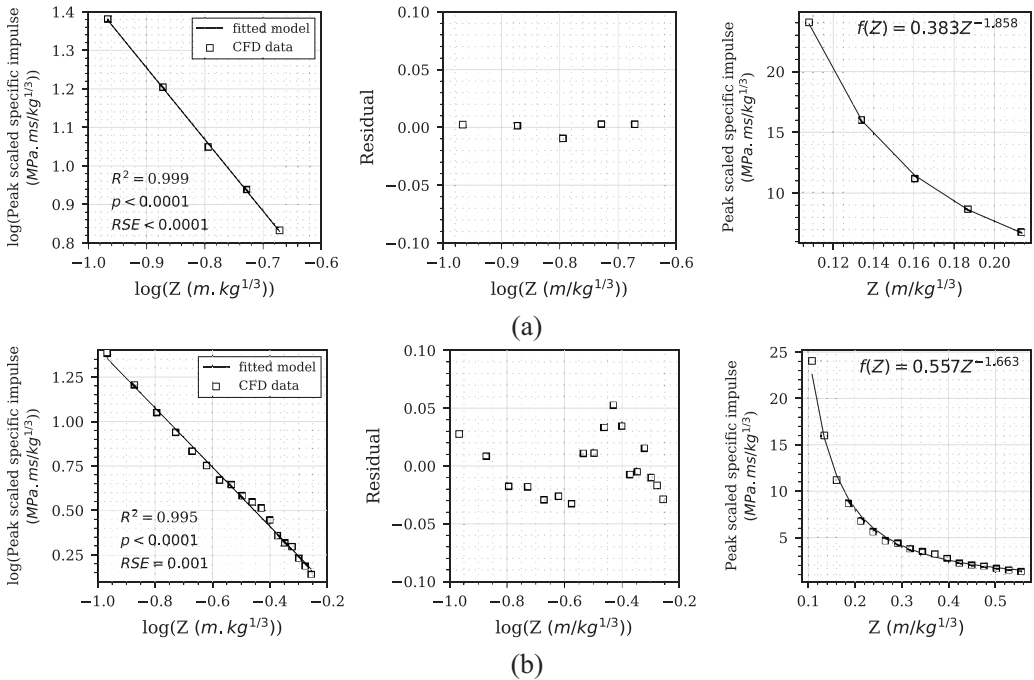 log(Peak scaled specific impulse
(MPa.ms/kg^{1/3}))
1.4
1.3
1.2
1.1
1.0
0.9
0.8
fitted model
CFD data
R² = 0.999
p < 0.0001
RSE < 0.0001
−1.0 −0.9 −0.8 −0.7 −0.6
log(Z (m.kg^{1/3}))
Residual
0.10
0.05
0.00
−0.05
−0.10
−1.0 −0.9 −0.8 −0.7 −0.6
log(Z (m/kg^{1/3}))
Peak scaled specific impulse
(MPa.ms/kg^{1/3})
f(Z) = 0.383Z^{−1.858}
20
15
10
0.12 0.14 0.16 0.18 0.20
Z (m/kg^{1/3})
(a)
log(Peak scaled specific impulse
(MPa.ms/kg^{1/3}))
1.25
1.00
0.75
0.50
0.25
fitted model
CFD data
R² = 0.995
p < 0.0001
RSE = 0.001
−1.0 −0.8 −0.6 −0.4 −0.2
log(Z (m.kg^{1/3}))
Residual
0.10
0.05
0.00
−0.05
−0.10
−1.0 −0.8 −0.6 −0.4 −0.2
log(Z (m/kg^{1/3}))
Peak scaled specific impulse
(MPa.ms/kg^{1/3})
f(Z) = 0.557Z^{−1.663}
25
20
15
10
5
0.1 0.2 0.3 0.4 0.5
Z (m/kg^{1/3})
(b)